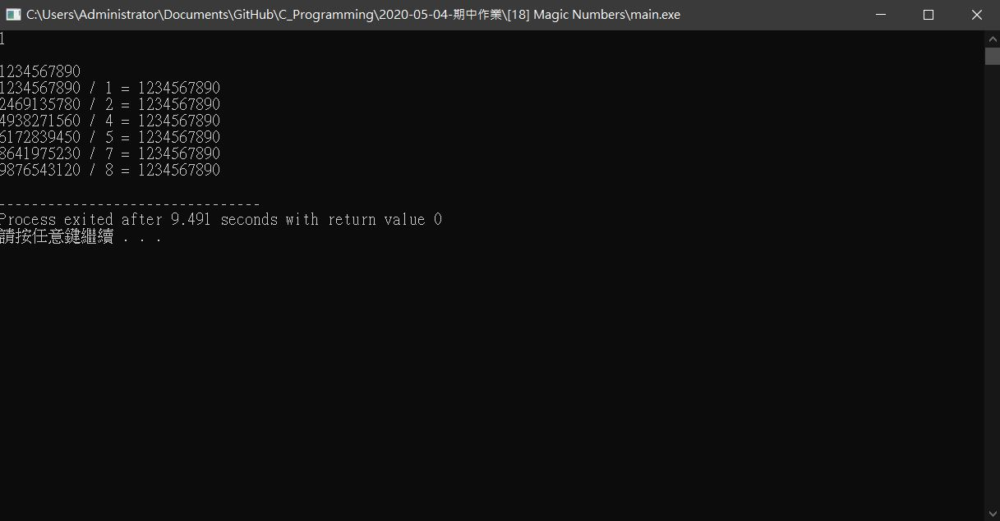 C:\Users\Administrator\Documents\GitHub\C_Programming\2020-05-04-期中作業\[18] Magic Numbers\main.exe
1
1234567890
1234567890 / 1 = 1234567890
2469135780 / 2 = 1234567890
4938271560 / 4 = 1234567890
6172839450 / 5 = 1234567890
8641975230 / 7 = 1234567890
9876543120 / 8 = 1234567890
--------------------------------
Process exited after 9.491 seconds with return value 0
請按任意鍵繼續 . . .